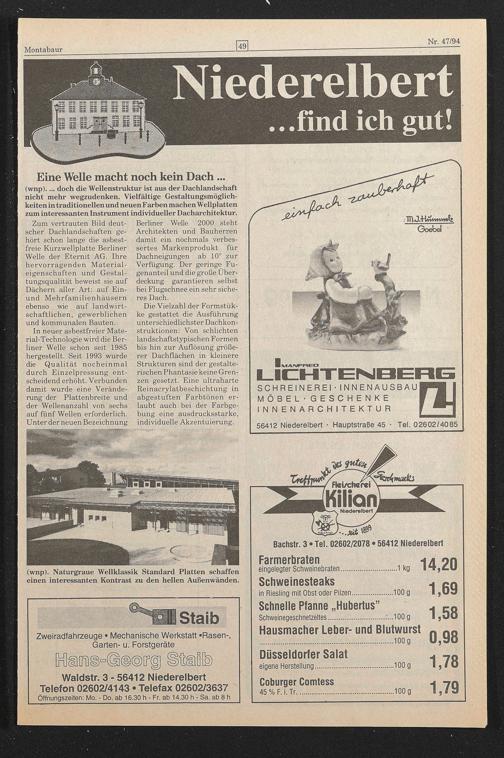 Montabaur
49
Nr. 47/94
Niederelbert
...find ich gut!
Eine Welle macht noch kein Dach ...
(wnp). ... doch die Wellenstruktur ist aus der Dachlandschaft
nicht mehr wegzudenken. Vielfältige Gestaltungsmöglich-
keiten in traditionellen und neuen Farben machen Wellplatten
zum interessanten Instrument individueller Dacharchitektur.
Zum vertrauten Bild deut-
scher Dachlandschaften ge-
hört schon lange die asbest-
freie Kurzwellplatte Berliner
Welle der Eternit AG. Ihre
hervorragenden Material-
eigenschaften und Gestal-
tungsqualität beweist sie auf
Dächern aller Art: auf Ein-
und Mehrfamilienhäusern
ebenso wie auf landwirt-
schaftlichen, gewerblichen
und kommunalen Bauten.
In neuer asbestfreier Mate-
rial-Technologie wird die Ber-
liner Welle schon seit 1985
hergestellt. Seit 1993 wurde
die Qualität nocheinmal
durch Einzelpressung ent-
scheidend erhöht. Verbunden
damit wurde eine Verände-
rung der Plattenbreite und
der Wellenanzahl von sechs
auf fünf Wellen erforderlich.
Unter der neuen Bezeichnung
Berliner Welle 2000 steht
Architekten und Bauherren
damit ein nochmals verbes-
sertes Markenprodukt für
Dachneigungen ab 10° zur
Verfügung. Der geringe Fu-
genanteil und die große Über-
deckung garantieren selbst
bei Flugschnee ein sehr siche-
res Dach.
Die Vielzahl der Formstük-
ke gestattet die Ausführung
unterschiedlichster Dachkon-
struktionen: Von schlichten
landschaftstypischen Formen
bis hin zur Auflösung größe-
rer Dachflächen in kleinere
Strukturen sind der gestalte-
rischen Phantasie keine Gren-
zen gesetzt. Eine ultraharte
Reinacrylatbeschichtung in
abgestuften Farbtönen er-
laubt auch bei der Farbge-
bung eine ausdrucksstarke,
individuelle Akzentuierung.
(wnp). Naturgraue Wellklassik Standard Platten schaffen
einen interessanten Kontrast zu den hellen Außenwänden.
Staib
Zweiradfahrzeuge • Mechanische Werkstatt •Rasen-,
Garten- u. Forstgeräte
Hans-Georg Staib
Waldstr. 3 - 56412 Niederelbert
Telefon 02602/4143 • Telefax 02602/3637
Öffnungszeiten: Mo. - Do. ab 16.30 h - Fr. ab 14.30 h - Sa. ab 8 h
einfach zauberhaft
M.J. Hummel
Goebel
MANFRED
LICHTENBERG
SCHREINEREI · INNENAUSBAU
MÖBEL · GESCHENKE
INNENARCHITEKTUR
56412 Niederelbert · Hauptstraße 45 · Tel. 02602/4085
Treffpunkt des guten Geschmacks
Fleischerei
Kilian
Niederelbert
...seit 1899
Bachstr. 3 • Tel. 02602/2078 • 56412 Niederelbert
Farmerbraten
eingelegter Schweinebraten 1 kg 14,20
Schweinesteaks
in Riesling mit Obst oder Pilzen 100 g 1,69
Schnelle Pfanne „Hubertus"
Schweinegeschnetzeltes 100 g 1,58
Hausmacher Leber- und Blutwurst
100 g 0,98
Düsseldorfer Salat
eigene Herstellung 100 g 1,78
Coburger Comtess
45 % F. i. Tr. 100 g 1,79